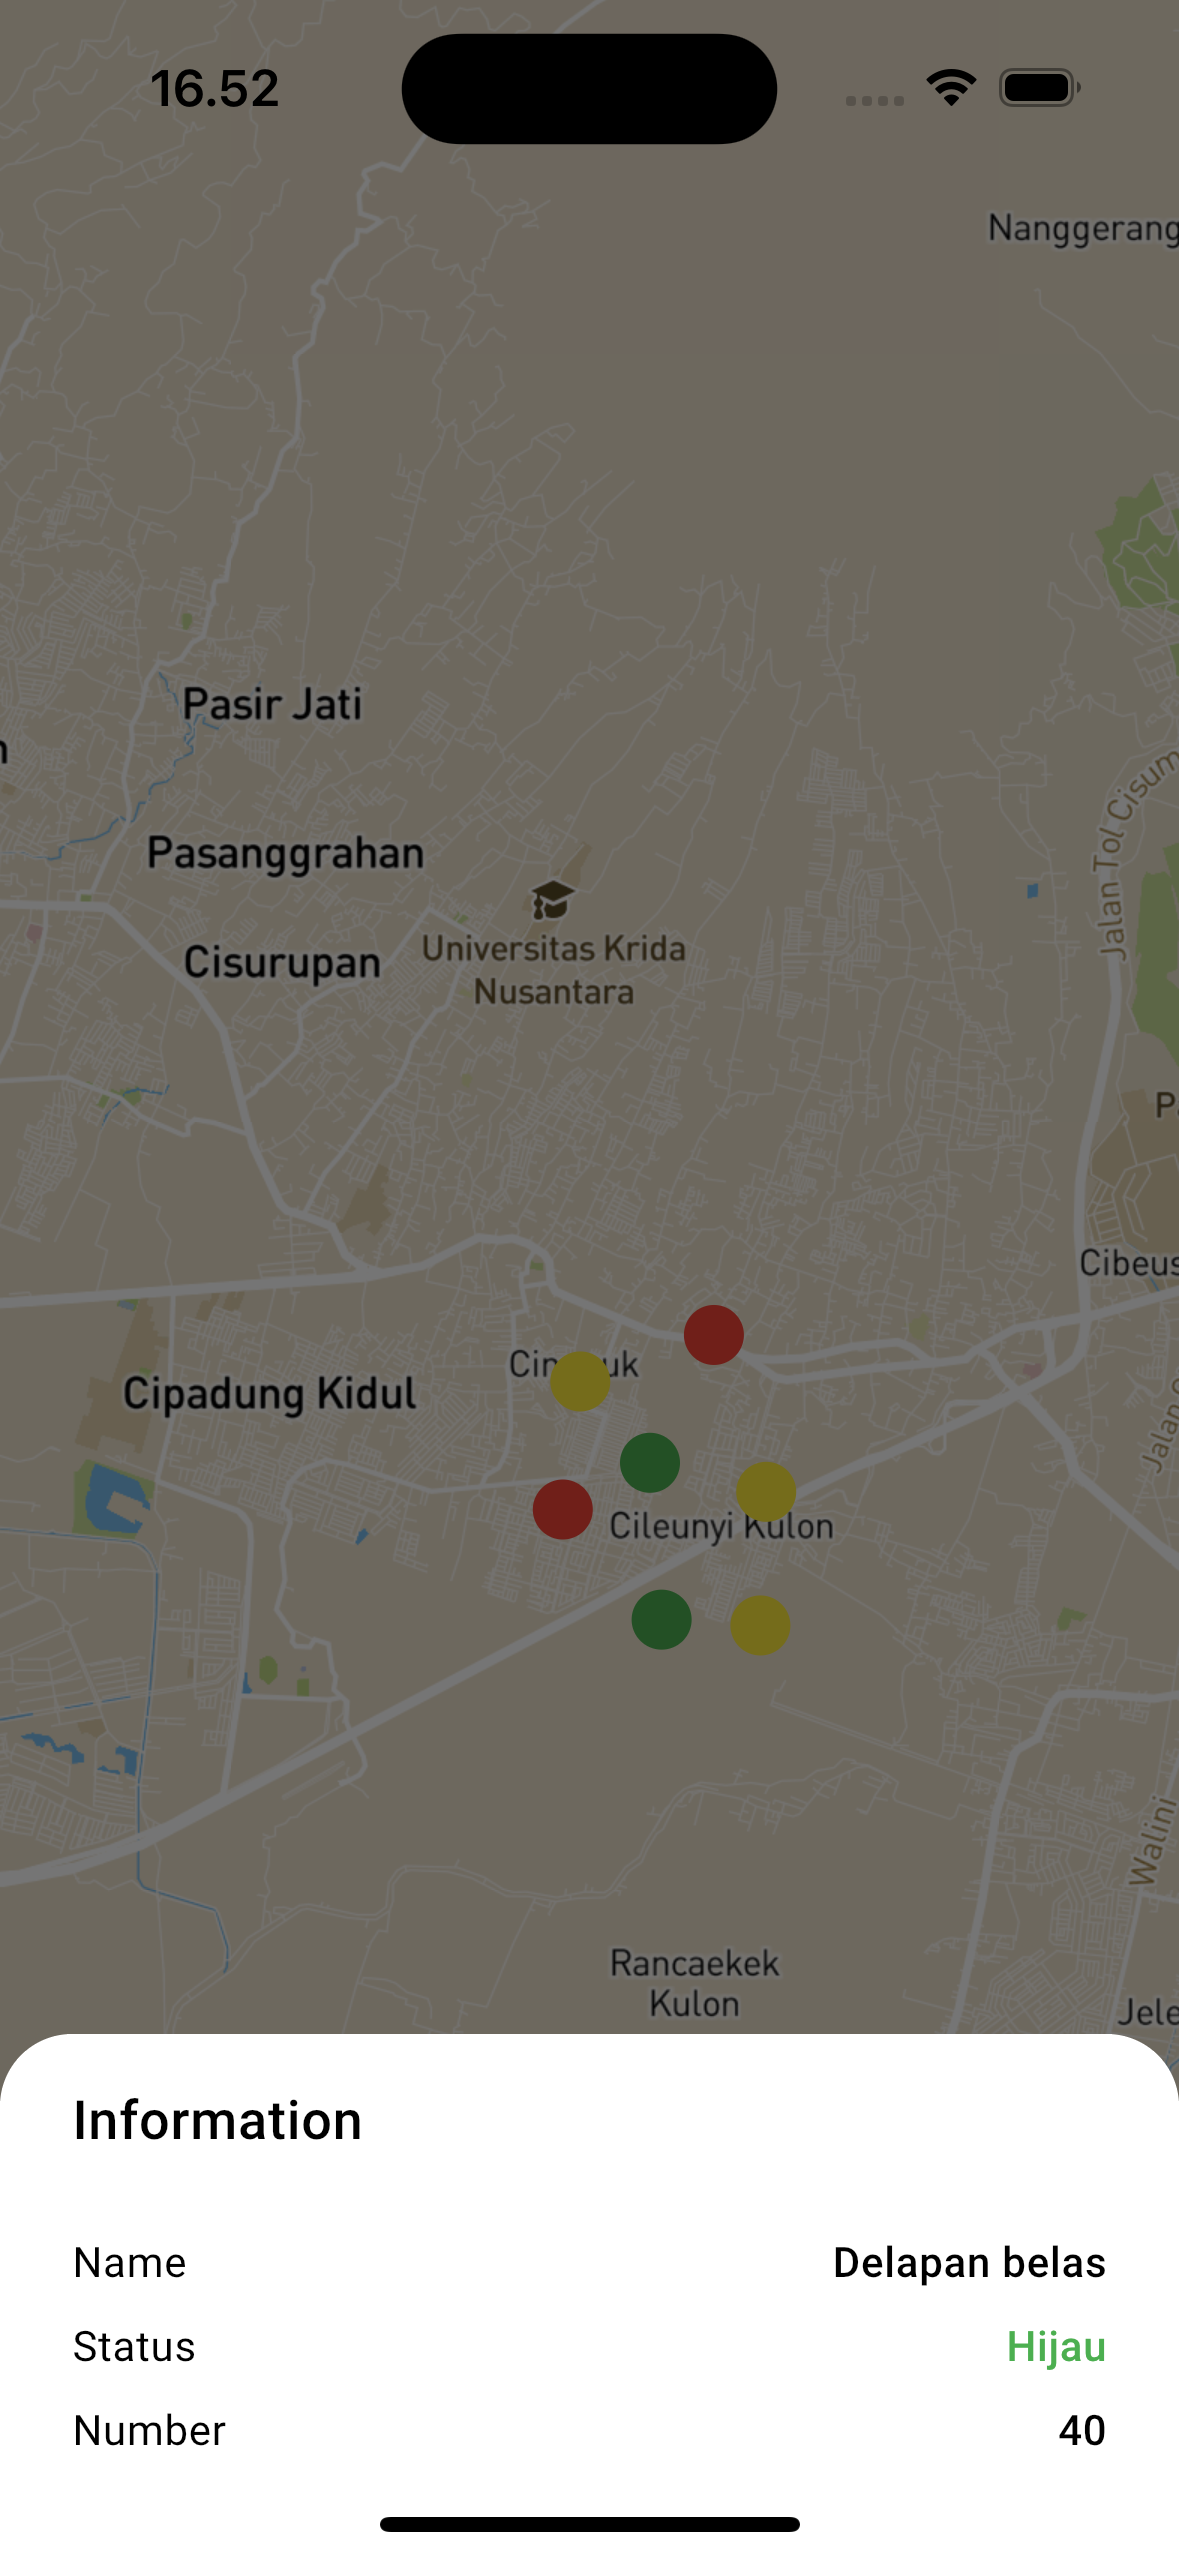 16.52
Nanggerang
Pasir Jati
Pasanggrahan
Jalan Tol Cisum
Cisurupan
Universitas Krida
Nusantara
Cibeus
Cipadung Kidul
Cileunyi Kulon
Walini
Rancaekek
Kulon
Jele
Information
Name Delapan belas
Status Hijau
Number 40